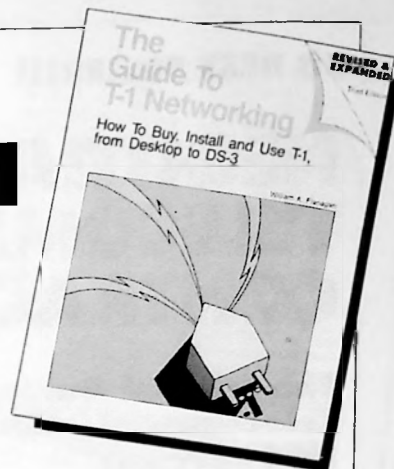 The
Guide To
T-1 Networking
REVISED &
EXPANDED
How To Buy, Install and Use T-1,
from Desktop to DS-3
William A. Flanagan